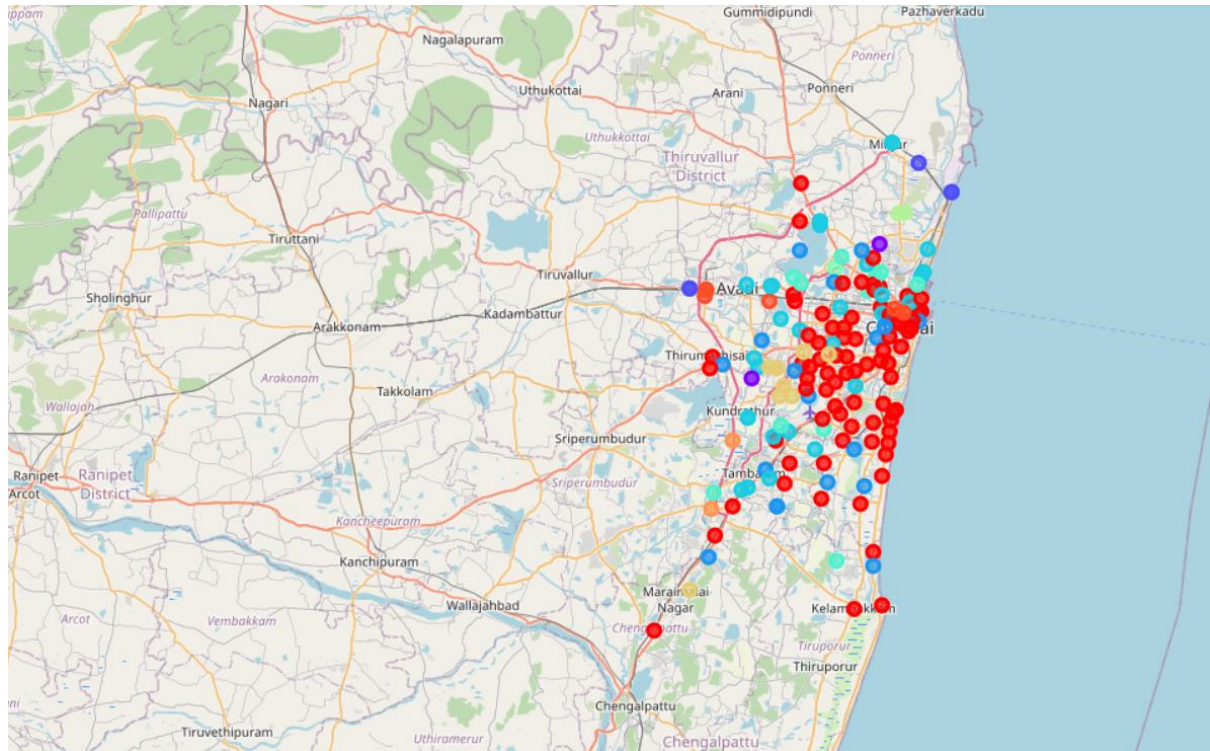 Gummidipundi
Pazhaverkadu
Nagalapuram
Ponneri
Uthukottai
Arani
Ponneri
Nagari
Uthukkottai
Thiruvallur
District
Pallipattu
Tiruttani
Tiruvallur
Avadi
Sholinghur
Kadambattur
Arakkonam
Arakonam
Takkolam
Wallajah
Kundrathur
Sriperumbudur
Ranipet
Ranipet
District
Arcot
Sriperumbudur
Kancheepuram
Kanchipuram
Wallajahbad
Nagar
Arcot
Vembakkam
Tiruporur
Thiruporur
Chengalpattu
Tiruvethipuram
Uthiramerur
Chengalpattu